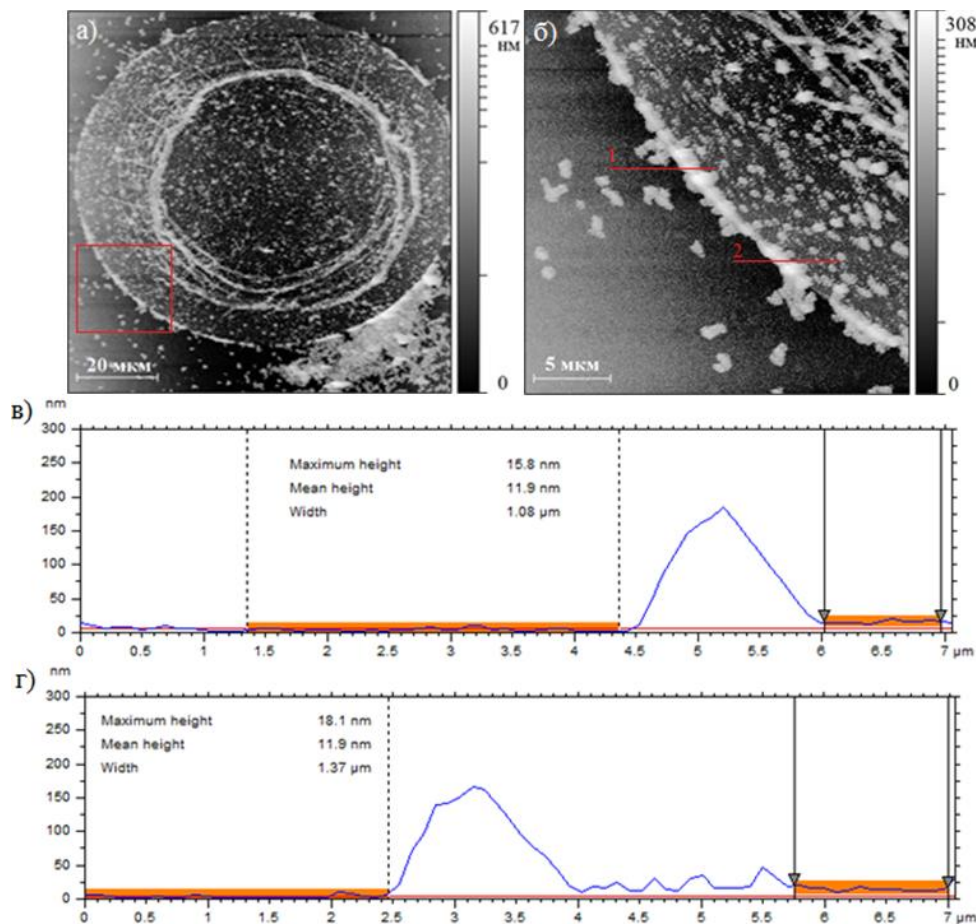 а)
617
нм
0
20 мкм
б)
308
нм
0
1
2
5 мкм
в)
nm
300
250
200
150
100
50
0
Maximum height 15.8 nm
Mean height 11.9 nm
Width 1.08 µm
0 0.5 1 1.5 2 2.5 3 3.5 4 4.5 5 5.5 6 6.5 µm
г)
nm
300
250
200
150
100
50
0
Maximum height 18.1 nm
Mean height 11.9 nm
Width 1.37 µm
0 0.5 1 1.5 2 2.5 3 3.5 4 4.5 5 5.5 6 6.5 7 µm